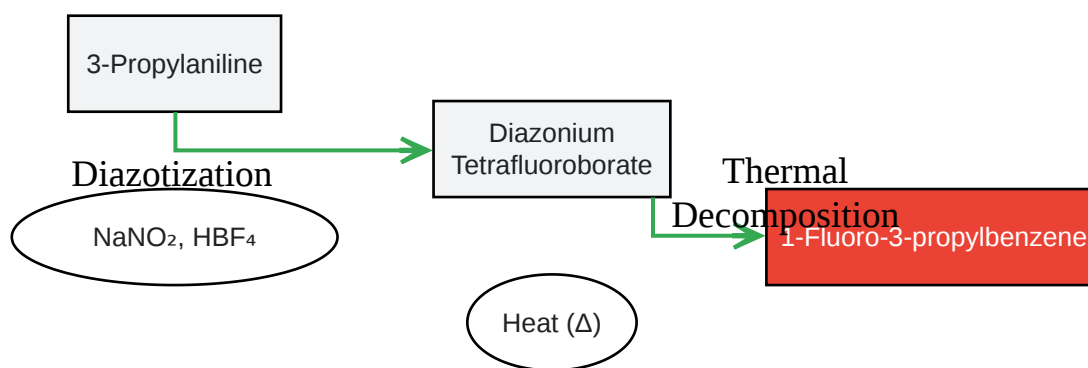 3-Propylaniline
Diazonium
Tetrafluoroborate
Diazotization
NaNO₂, HBF₄
Thermal
Decomposition
1-Fluoro-3-propylbenzene
Heat (Δ)